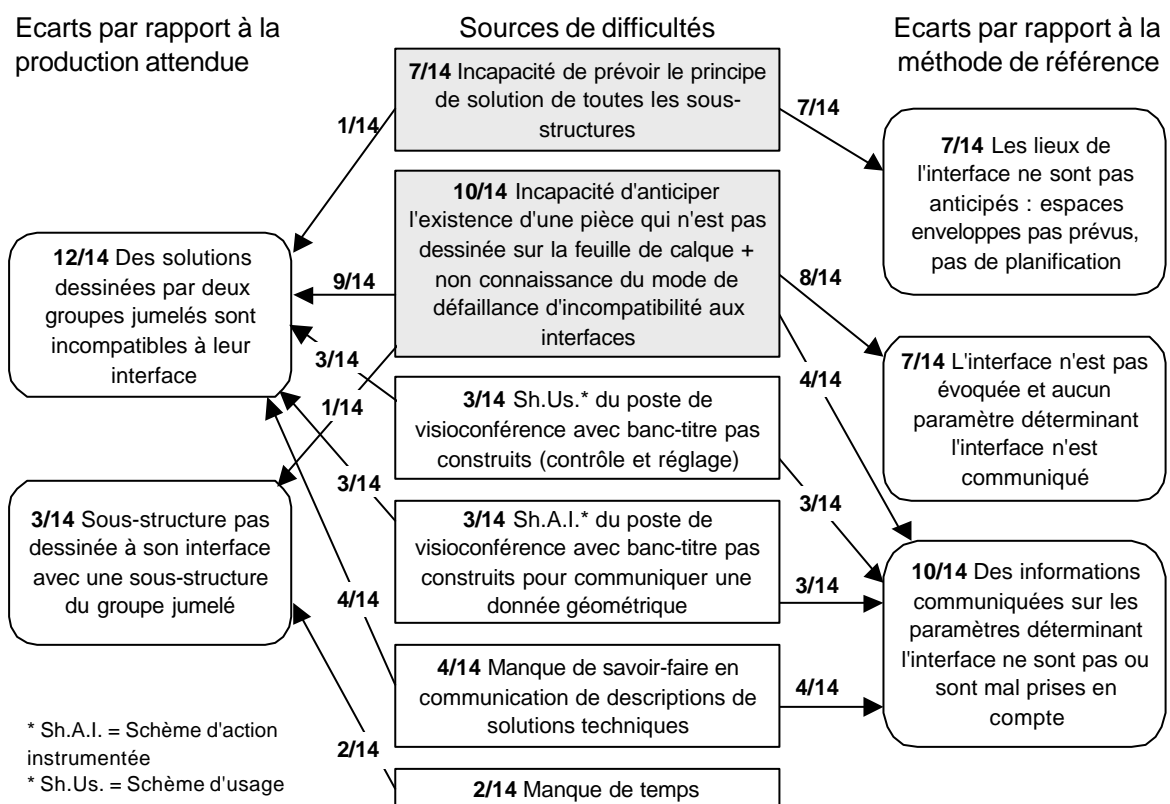 Ecarts par rapport à la
production attendue
Sources de difficultés
Ecarts par rapport à la
méthode de référence
7/14 Incapacité de prévoir le principe
de solution de toutes les sous-
structures
1/14
7/14
7/14 Les lieux de
l'interface ne sont pas
anticipés : espaces
enveloppes pas prévus,
pas de planification
10/14 Incapacité d'anticiper
l'existence d'une pièce qui n'est pas
dessinée sur la feuille de calque +
non connaissance du mode de
défaillance d'incompatibilité aux
interfaces
12/14 Des solutions
dessinées par deux
groupes jumelés sont
incompatibles à leur
interface
9/14
8/14
3/14
4/14
1/14
7/14 L'interface n'est pas
évoquée et aucun
paramètre déterminant
l'interface n'est
communiqué
3/14 Sh.Us.* du poste de
visioconférence avec banc-titre pas
construits (contrôle et réglage)
3/14
3/14
3/14 Sous-structure pas
dessinée à son interface
avec une sous-structure
du groupe jumelé
3/14 Sh.A.I.* du poste de
visioconférence avec banc-titre pas
construits pour communiquer une
donnée géométrique
3/14
4/14
10/14 Des informations
communiquées sur les
paramètres déterminant
l'interface ne sont pas ou
sont mal prises en
compte
4/14 Manque de savoir-faire en
communication de descriptions de
solutions techniques
4/14
2/14
* Sh.A.I. = Schème d'action
instrumentée
* Sh.Us. = Schème d'usage
2/14 Manque de temps